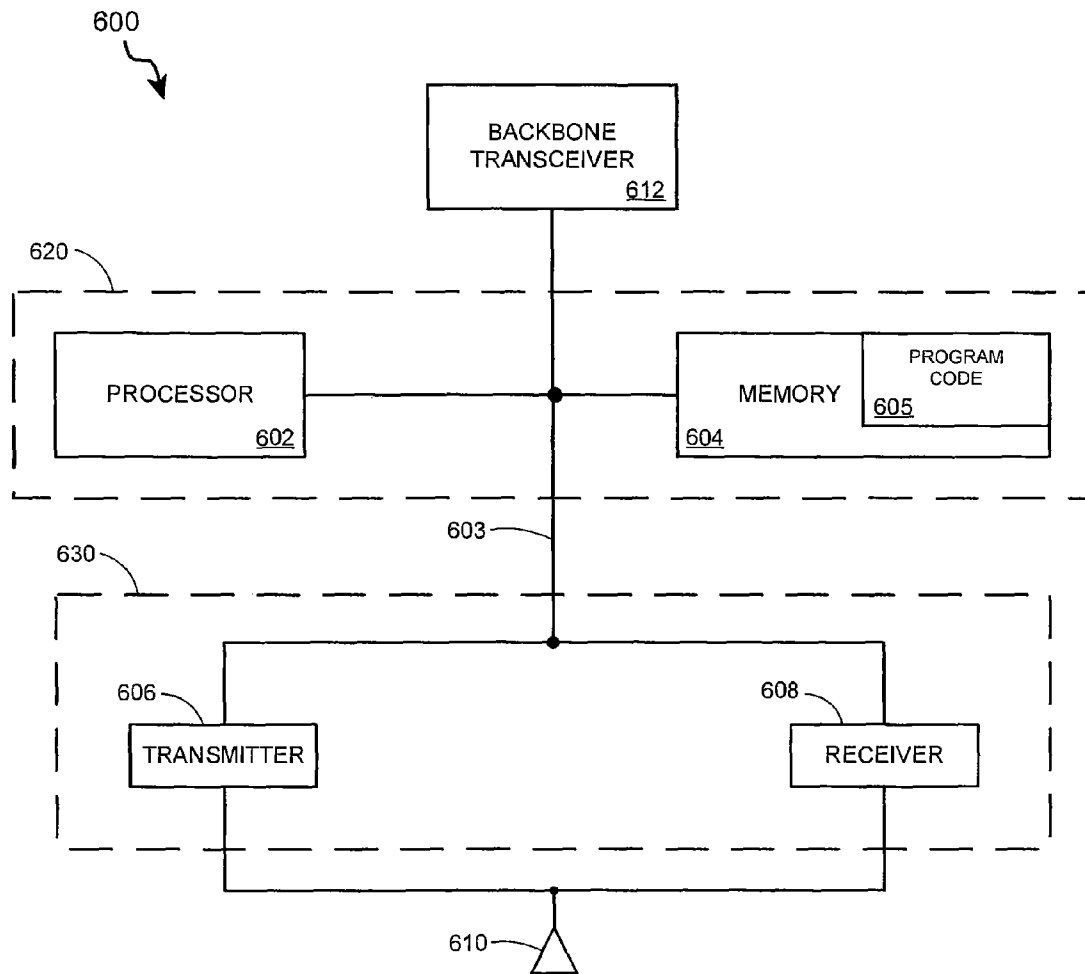 600
BACKBONE
TRANSCEIVER
612
620
PROCESSOR
602
MEMORY
604
PROGRAM
CODE
605
603
630
606
TRANSMITTER
608
RECEIVER
610